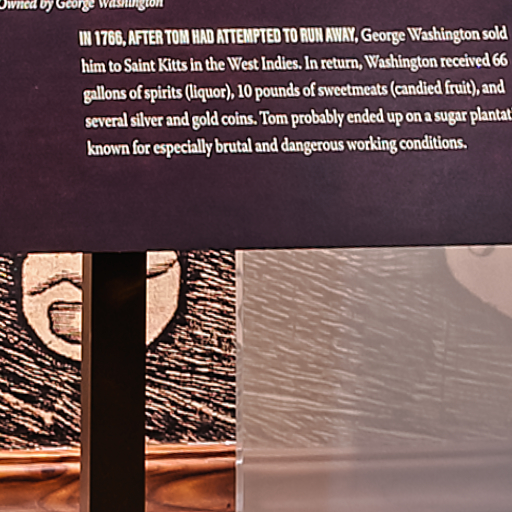 Owned by George Washington
IN 1766, AFTER TOM HAD ATTEMPTED TO RUN AWAY, George Washington sold
him to Saint Kitts in the West Indies. In return, Washington received 66
gallons of spirits (liquor), 10 pounds of sweetmeats (candied fruit), and
several silver and gold coins. Tom probably ended up on a sugar plantat
known for especially brutal and dangerous working conditions.